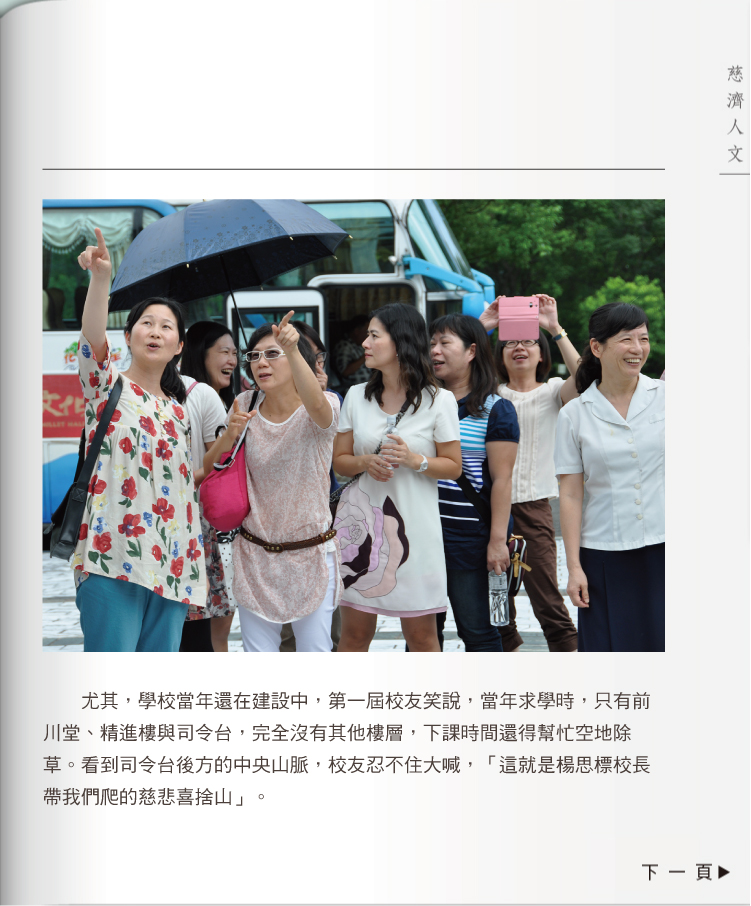 慈濟人文
文化
尤其，學校當年還在建設中，第一屆校友笑說，當年求學時，只有前
川堂、精進樓與司令台，完全沒有其他樓層，下課時間還得幫忙空地除
草。看到司令台後方的中央山脈，校友忍不住大喊，「這就是楊思標校長
帶我們爬的慈悲喜捨山」。
下一頁▶